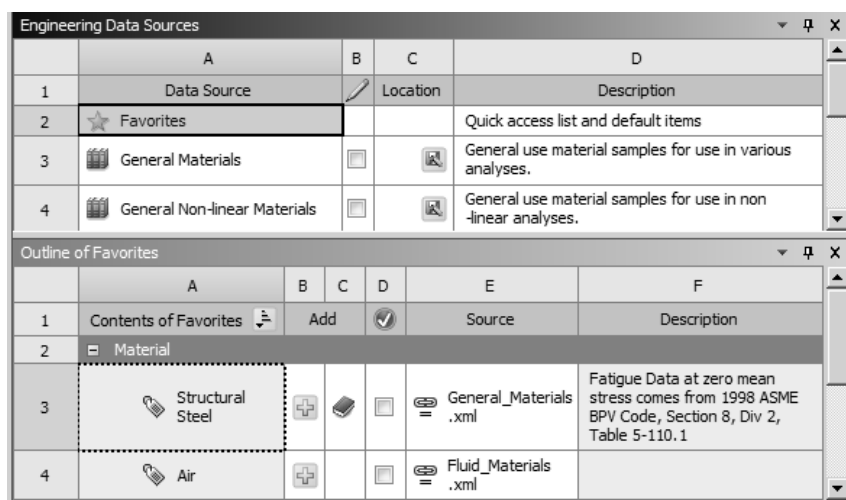 Engineering Data Sources
A B C D
1 Data Source Location Description
2 Favorites Quick access list and default items
3 General Materials General use material samples for use in various
analyses.
4 General Non-linear Materials General use material samples for use in non
-linear analyses.
Outline of Favorites
A B C D E F
1 Contents of Favorites Add Source Description
2 Material
3 Structural
Steel
General_Materials
.xml
Fatigue Data at zero mean
stress comes from 1998 ASME
BPV Code, Section 8, Div 2,
Table 5-110.1
4 Air
Fluid_Materials
.xml